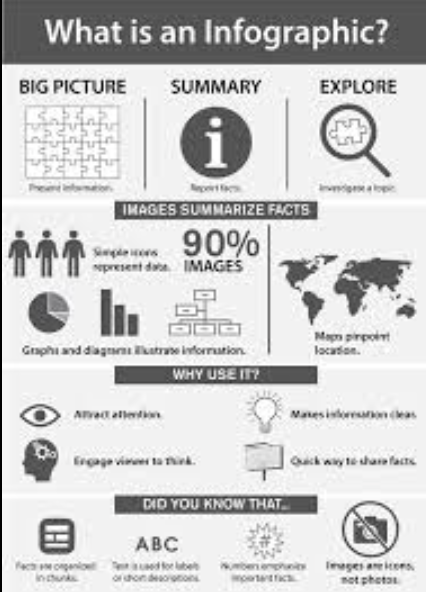 What is an Infographic?
BIG PICTURE
SUMMARY
EXPLORE
Present information.
Report facts.
Investigate a topic.
IMAGES SUMMARIZE FACTS
Simple icons
represent data.
90%
IMAGES
Graphs and diagrams illustrate information.
Maps pinpoint
location.
WHY USE IT?
Attract attention.
Makes information clear.
Engage viewer to think.
Quick way to share facts.
DID YOU KNOW THAT...
Facts are organized
in chunks.
ABC
Text is used for labels
or short descriptions.
#
Numbers emphasize
important facts.
Images are icons,
not photos.